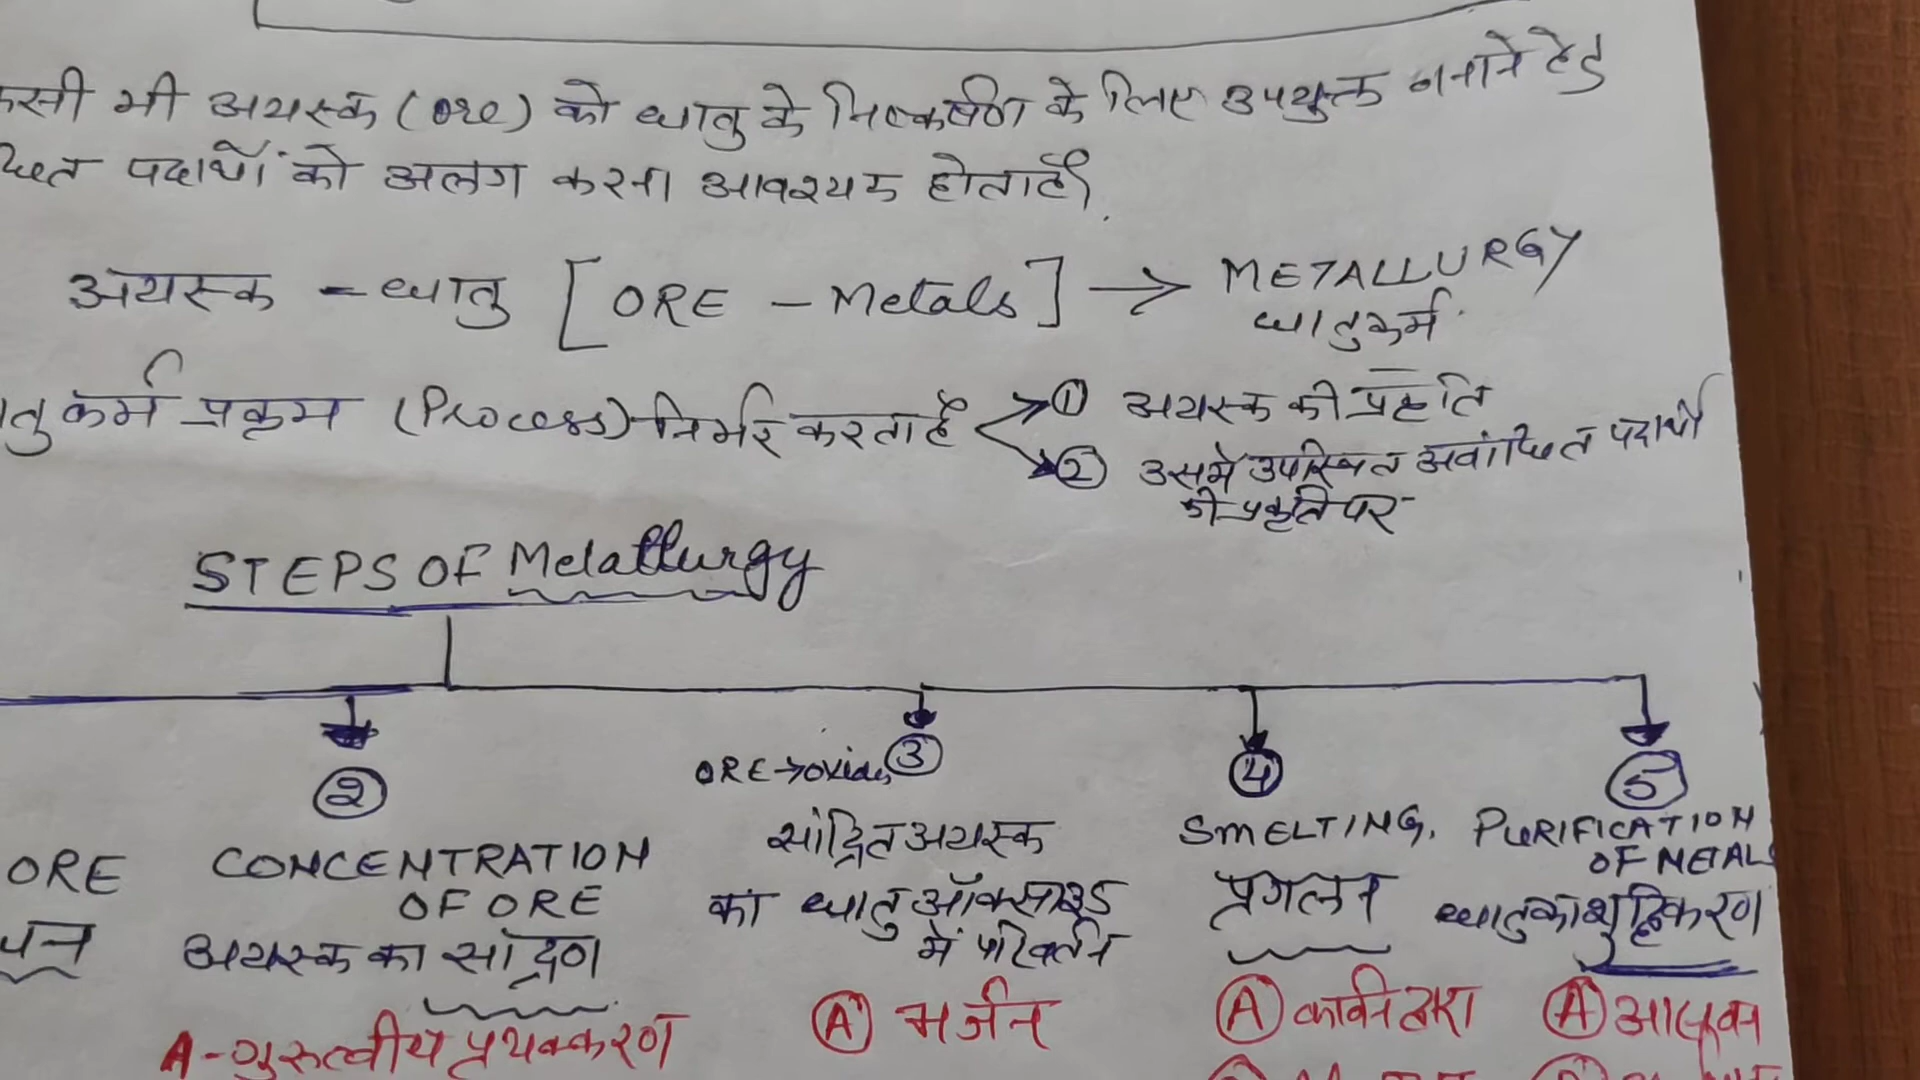 भी अयस्क (ore) को धातु के निष्कर्षण के लिए उपयुक्त बनाने हेतु
पदार्थों को अलग करना आवश्यक होता है
अयस्क - धातु [ORE - Metals] → METALLURGY
धातुकर्म
कर्म प्रक्रम (Process) निर्भर करता है
① अयस्क की प्रकृति
② उसमें उपस्थित अवांछित पदार्थों
की प्रकृति पर
STEPS OF Metallurgy
②
ORE→oxide ③
④
⑤
ORE
CONCENTRATION
OF ORE
अयस्क का सांद्रण
A-गुरुत्वीय पृथक्करण
सांद्रित अयस्क
का धातु ऑक्साइड
में परिवर्तन
Ⓐ भर्जन
SMELTING.
प्रगलन
Ⓐ कार्बन द्वारा
PURIFICATION
OF METALS
धातु का शुद्धिकरण
Ⓐ आसवन